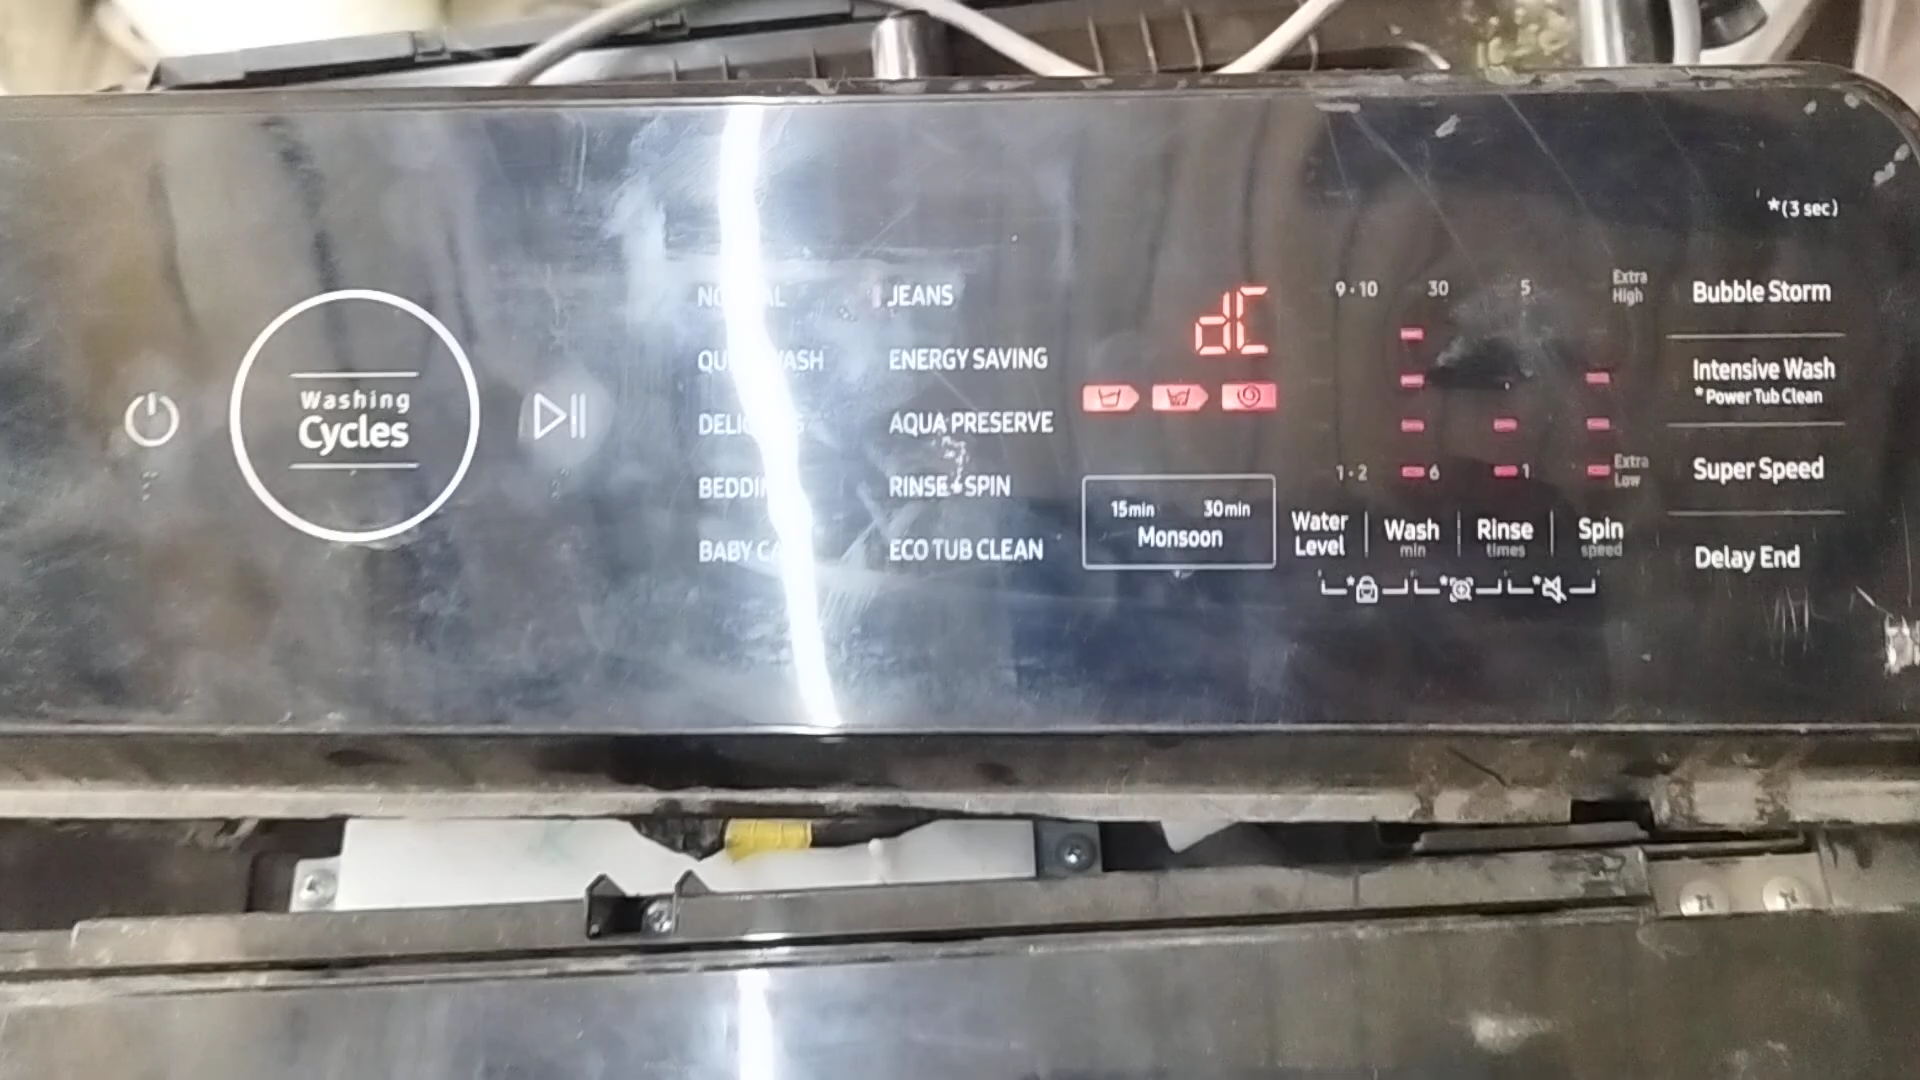 Washing
Cycles
JEANS
ENERGY SAVING
AQUA PRESERVE
RINSE+SPIN
BABY
ECO TUB CLEAN
dC
15min 30min
Monsoon
9·10 30 5 Extra High
1·2 6 1 Extra Low
Water Level Wash min Rinse times Spin speed
*(3 sec)
Bubble Storm
Intensive Wash
*Power Tub Clean
Super Speed
Delay End